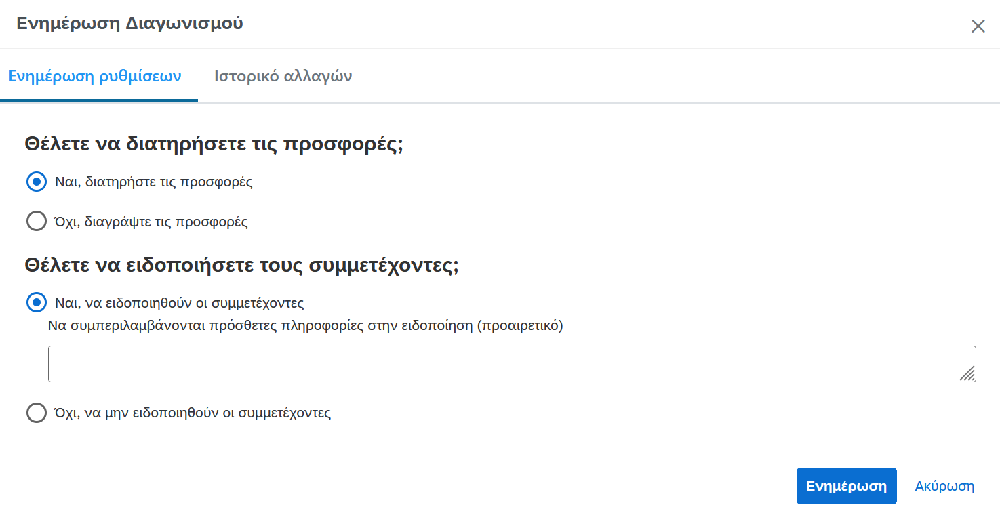 Ενημέρωση Διαγωνισμού
Ενημέρωση ρυθμίσεων Ιστορικό αλλαγών
Θέλετε να διατηρήσετε τις προσφορές;
Ναι, διατηρήστε τις προσφορές
Όχι, διαγράψτε τις προσφορές
Θέλετε να ειδοποιήσετε τους συμμετέχοντες;
Ναι, να ειδοποιηθούν οι συμμετέχοντες
Να συμπεριλαμβάνονται πρόσθετες πληροφορίες στην ειδοποίηση (προαιρετικό)
Όχι, να μην ειδοποιηθούν οι συμμετέχοντες
Ενημέρωση Ακύρωση